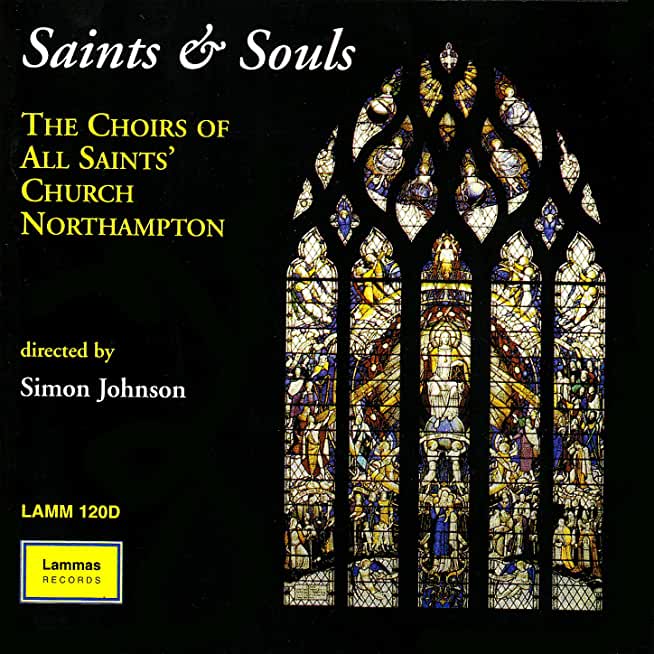 Saints & Souls
THE CHOIRS OF
ALL SAINTS'
CHURCH
NORTHAMPTON
directed by
Simon Johnson
LAMM 120D
Lammas
RECORDS